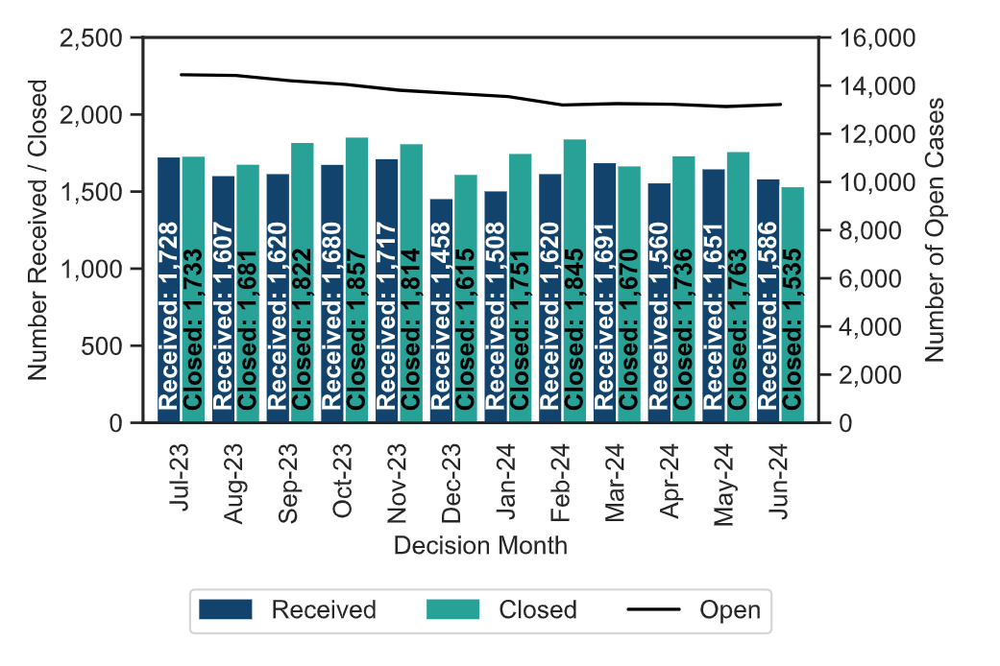 2,500
2,000
1,500
1,000
500
0
Number Received / Closed
16,000
14,000
12,000
10,000
8,000
6,000
4,000
2,000
0
Number of Open Cases
Received: 1,728
Closed: 1,733
Received: 1,607
Closed: 1,681
Received: 1,620
Closed: 1,822
Received: 1,680
Closed: 1,857
Received: 1,717
Closed: 1,814
Received: 1,458
Closed: 1,615
Received: 1,508
Closed: 1,751
Received: 1,620
Closed: 1,845
Received: 1,691
Closed: 1,670
Received: 1,560
Closed: 1,736
Received: 1,651
Closed: 1,763
Received: 1,586
Closed: 1,535
Jul-23
Aug-23
Sep-23
Oct-23
Nov-23
Dec-23
Jan-24
Feb-24
Mar-24
Apr-24
May-24
Jun-24
Decision Month
Received
Closed
Open